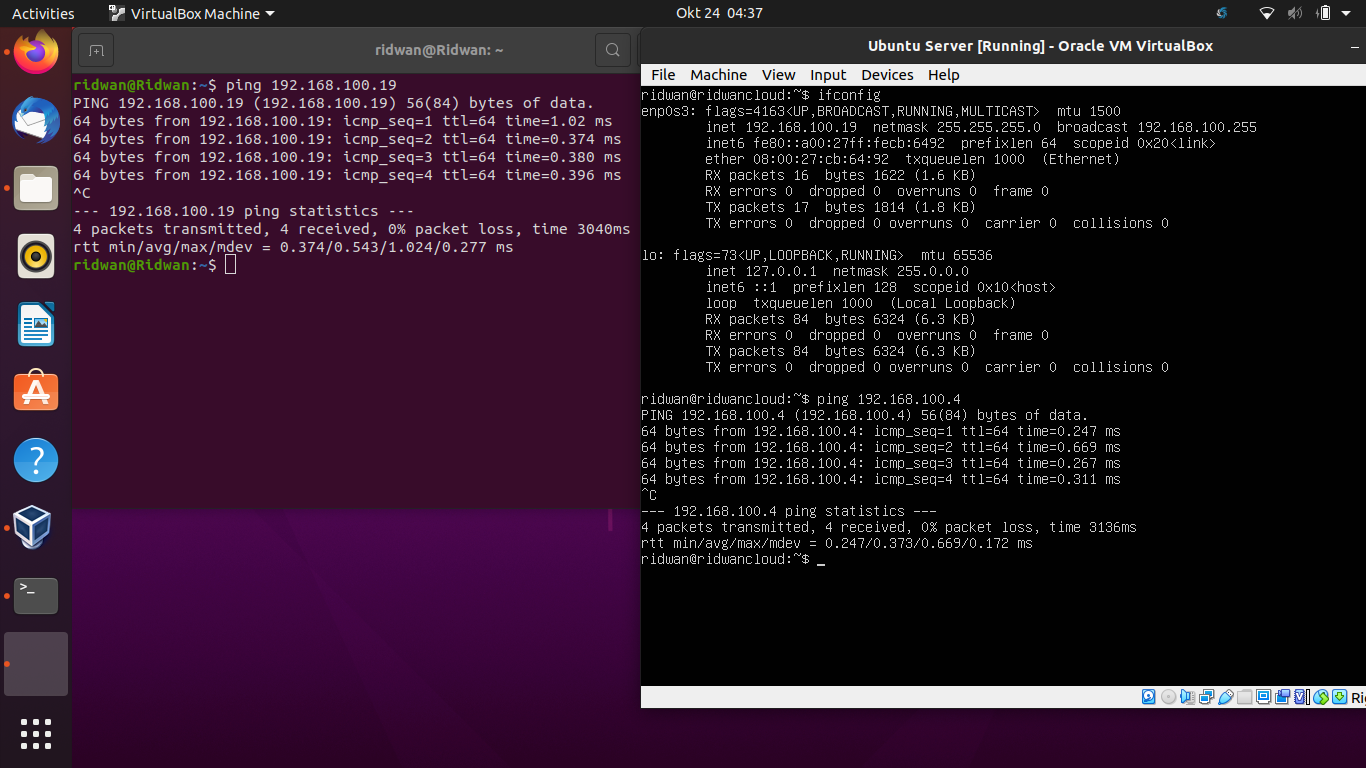 Activities
VirtualBox Machine
Okt 24 04:37
ridwan@Ridwan: ~
ridwan@Ridwan:~$ ping 192.168.100.19
PING 192.168.100.19 (192.168.100.19) 56(84) bytes of data.
64 bytes from 192.168.100.19: icmp_seq=1 ttl=64 time=1.02 ms
64 bytes from 192.168.100.19: icmp_seq=2 ttl=64 time=0.374 ms
64 bytes from 192.168.100.19: icmp_seq=3 ttl=64 time=0.380 ms
64 bytes from 192.168.100.19: icmp_seq=4 ttl=64 time=0.396 ms
^C
--- 192.168.100.19 ping statistics ---
4 packets transmitted, 4 received, 0% packet loss, time 3040ms
rtt min/avg/max/mdev = 0.374/0.543/1.024/0.277 ms
ridwan@Ridwan:~$
Ubuntu Server [Running] - Oracle VM VirtualBox
File Machine View Input Devices Help
ridwan@ridwancloud:~$ ifconfig
enp0s3: flags=4163<UP,BROADCAST,RUNNING,MULTICAST>  mtu 1500
        inet 192.168.100.19  netmask 255.255.255.0  broadcast 192.168.100.255
        inet6 fe80::a00:27ff:fecb:6492  prefixlen 64  scopeid 0x20<link>
        ether 08:00:27:cb:64:92  txqueuelen 1000  (Ethernet)
        RX packets 16  bytes 1622 (1.6 KB)
        RX errors 0  dropped 0  overruns 0  frame 0
        TX packets 17  bytes 1814 (1.8 KB)
        TX errors 0  dropped 0 overruns 0  carrier 0  collisions 0
lo: flags=73<UP,LOOPBACK,RUNNING>  mtu 65536
        inet 127.0.0.1  netmask 255.0.0.0
        inet6 ::1  prefixlen 128  scopeid 0x10<host>
        loop  txqueuelen 1000  (Local Loopback)
        RX packets 84  bytes 6324 (6.3 KB)
        RX errors 0  dropped 0  overruns 0  frame 0
        TX packets 84  bytes 6324 (6.3 KB)
        TX errors 0  dropped 0 overruns 0  carrier 0  collisions 0
ridwan@ridwancloud:~$ ping 192.168.100.4
PING 192.168.100.4 (192.168.100.4) 56(84) bytes of data.
64 bytes from 192.168.100.4: icmp_seq=1 ttl=64 time=0.247 ms
64 bytes from 192.168.100.4: icmp_seq=2 ttl=64 time=0.669 ms
64 bytes from 192.168.100.4: icmp_seq=3 ttl=64 time=0.267 ms
64 bytes from 192.168.100.4: icmp_seq=4 ttl=64 time=0.311 ms
^C
--- 192.168.100.4 ping statistics ---
4 packets transmitted, 4 received, 0% packet loss, time 3136ms
rtt min/avg/max/mdev = 0.247/0.373/0.669/0.172 ms
ridwan@ridwancloud:~$ _